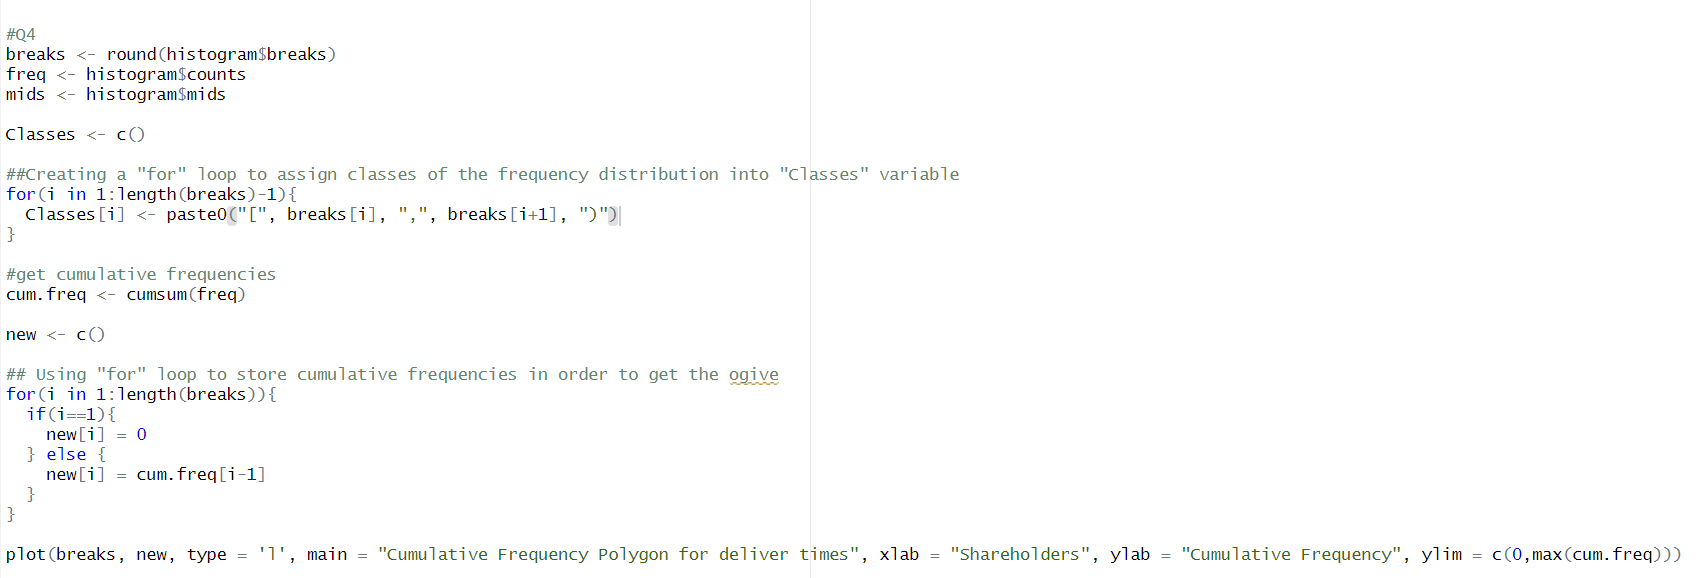 #Q4
breaks <- round(histogram$breaks)
freq <- histogram$counts
mids <- histogram$mids
Classes <- c()
##Creating a "for" loop to assign classes of the frequency distribution into "Classes" variable
for(i in 1:length(breaks)-1){
  Classes[i] <- paste0("[", breaks[i], ",", breaks[i+1], ")")
}
#get cumulative frequencies
cum.freq <- cumsum(freq)
new <- c()
## Using "for" loop to store cumulative frequencies in order to get the ogive
for(i in 1:length(breaks)){
  if(i==1){
    new[i] = 0
  } else {
    new[i] = cum.freq[i-1]
  }
}
plot(breaks, new, type = 'l', main = "Cumulative Frequency Polygon for deliver times", xlab = "Shareholders", ylab = "Cumulative Frequency", ylim = c(0,max(cum.freq)))